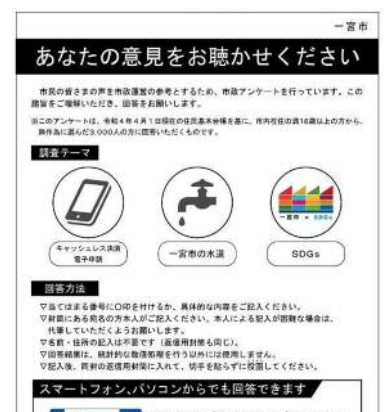 一宮市
あなたの意見をお聴かせください
市民の皆さまの声を市政運営の参考とするため、市政アンケートを行っています。この
趣旨をご理解いただき、回答をお願いします。
※このアンケートは、令和4年4月1日現在の住民基本台帳を基に、市内在住の満18歳以上の方から、
無作為に選んだ3,000人の方に回答いただくものです。
調査テーマ
キャッシュレス決済
電子申請
一宮市の水道
一宮市 × SDGs
SDGs
回答方法
▽当てはまる番号に○印を付けるか、具体的な内容をご記入ください。
▽封筒にある宛名の方本人がご記入ください。本人による記入が困難な場合は、
代筆していただくようお願いします。
▽名前・住所の記入は不要です（返信用封筒も同じ）。
▽回答結果は、統計的な数値処理を行う以外には使用しません。
▽記入後、同封の返信用封筒に入れて、切手を貼らずに投函してください。
スマートフォン、パソコンからでも回答できます